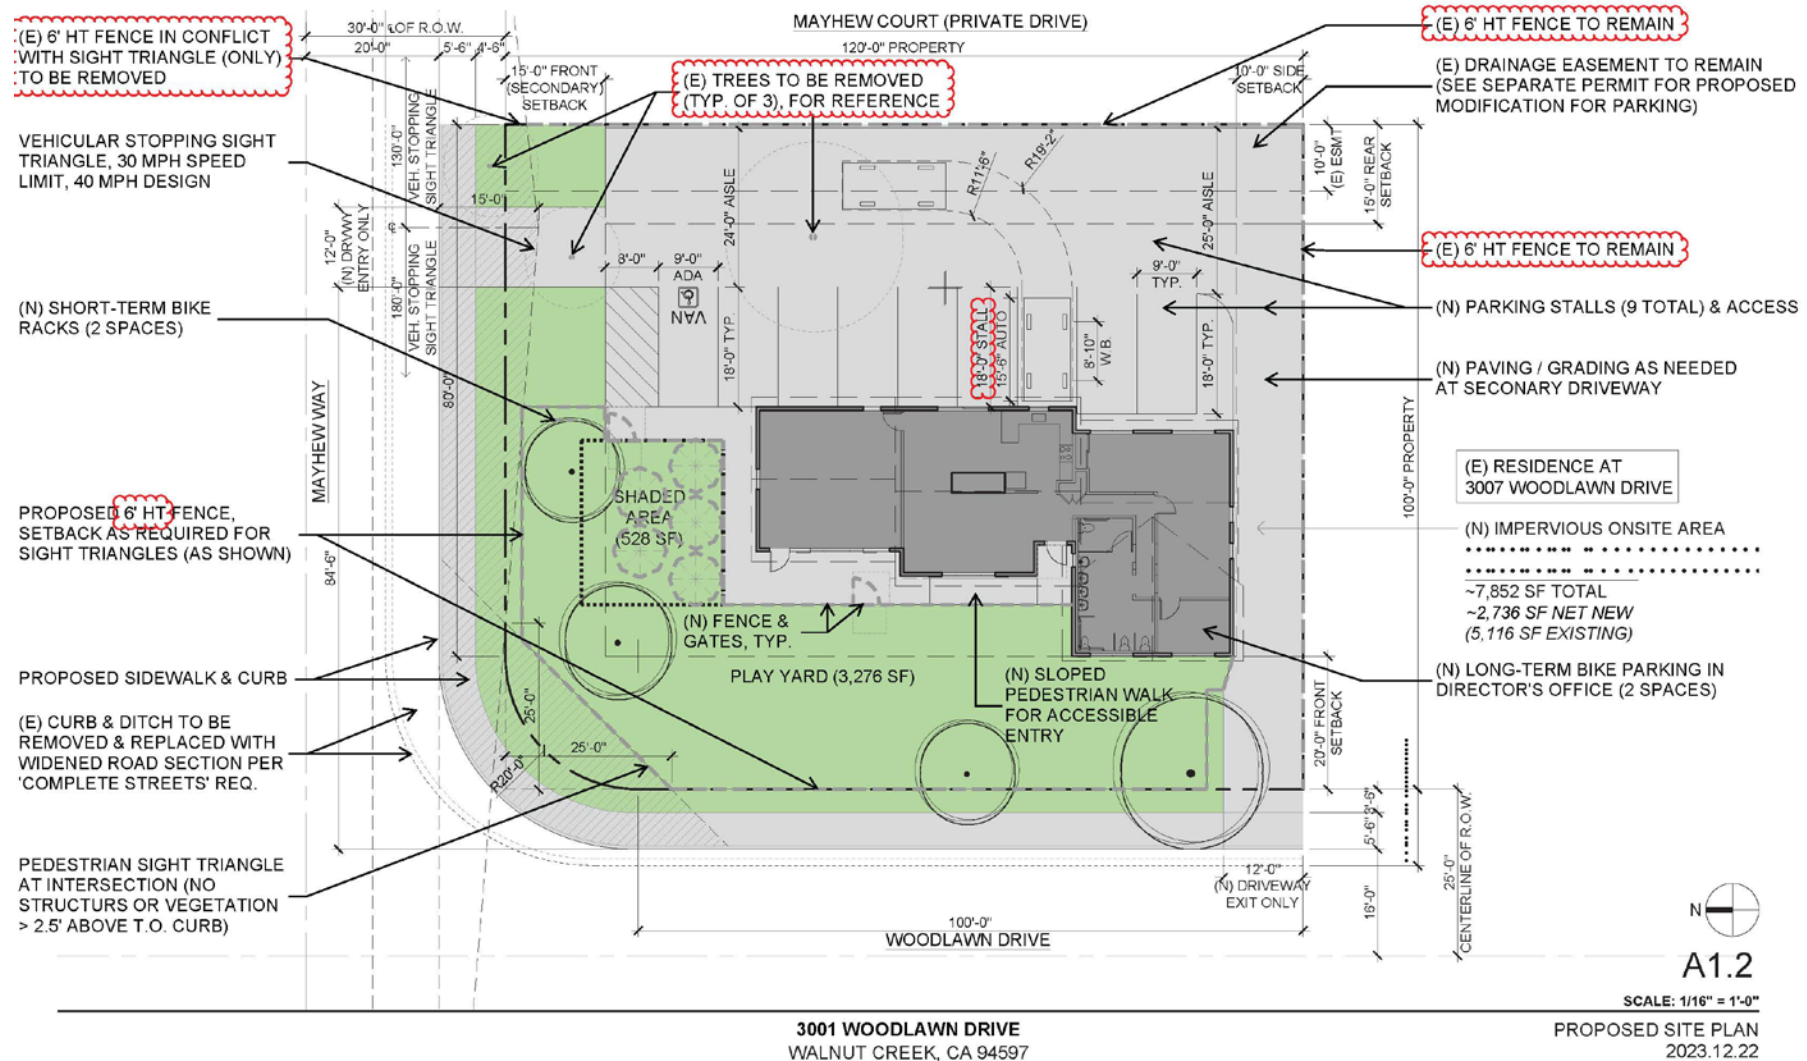 (E) 6' HT FENCE IN CONFLICT
WITH SIGHT TRIANGLE (ONLY)
TO BE REMOVED
VEHICULAR STOPPING SIGHT
TRIANGLE, 30 MPH SPEED
LIMIT, 40 MPH DESIGN
(N) SHORT-TERM BIKE
RACKS (2 SPACES)
PROPOSED 6' HT FENCE,
SETBACK AS REQUIRED FOR
SIGHT TRIANGLES (AS SHOWN)
PROPOSED SIDEWALK & CURB
(E) CURB & DITCH TO BE
REMOVED & REPLACED WITH
WIDENED ROAD SECTION PER
'COMPLETE STREETS' REQ.
PEDESTRIAN SIGHT TRIANGLE
AT INTERSECTION (NO
STRUCTURS OR VEGETATION
> 2.5' ABOVE T.O. CURB)
MAYHEW COURT (PRIVATE DRIVE)
30'-0" OF R.O.W.
20'-0"
5'-6"
4'-6"
120'-0" PROPERTY
15'-0" FRONT
(SECONDARY)
SETBACK
(E) TREES TO BE REMOVED
(TYP. OF 3), FOR REFERENCE
10'-0" SIDE
SETBACK
130'-0"
VEH. STOPPING
SIGHT TRIANGLE
15'-0"
12'-0"
(N) DRVWY
ENTRY ONLY
180'-0"
VEH. STOPPING
SIGHT TRIANGLE
24'-0" AISLE
R11'-6"
R19'-2"
25'-0" AISLE
10'-0"
(E) ESMT
15'-0" REAR
SETBACK
8'-0"
9'-0"
ADA
VAN
18'-0" TYP.
18'-0" STALL
15'-6" AUTO
8'-10"
W.B.
9'-0"
TYP.
18'-0" TYP.
80'-0"
MAYHEW WAY
84'-6"
SHADED
AREA
(528 SF)
(N) FENCE &
GATES, TYP.
PLAY YARD (3,276 SF)
(N) SLOPED
PEDESTRIAN WALK
FOR ACCESSIBLE
ENTRY
25'-0"
25'-0"
R20'-0"
20'-0" FRONT
SETBACK
100'-0" PROPERTY
3'-6"
5'-6"
16'-0"
25'-0"
CENTERLINE OF R.O.W.
12'-0"
(N) DRIVEWAY
EXIT ONLY
100'-0"
WOODLAWN DRIVE
(E) 6' HT FENCE TO REMAIN
(E) DRAINAGE EASEMENT TO REMAIN
(SEE SEPARATE PERMIT FOR PROPOSED
MODIFICATION FOR PARKING)
(E) 6' HT FENCE TO REMAIN
(N) PARKING STALLS (9 TOTAL) & ACCESS
(N) PAVING / GRADING AS NEEDED
AT SECONARY DRIVEWAY
(E) RESIDENCE AT
3007 WOODLAWN DRIVE
(N) IMPERVIOUS ONSITE AREA
~7,852 SF TOTAL
~2,736 SF NET NEW
(5,116 SF EXISTING)
(N) LONG-TERM BIKE PARKING IN
DIRECTOR'S OFFICE (2 SPACES)
N
A1.2
SCALE: 1/16" = 1'-0"
3001 WOODLAWN DRIVE
WALNUT CREEK, CA 94597
PROPOSED SITE PLAN
2023.12.22